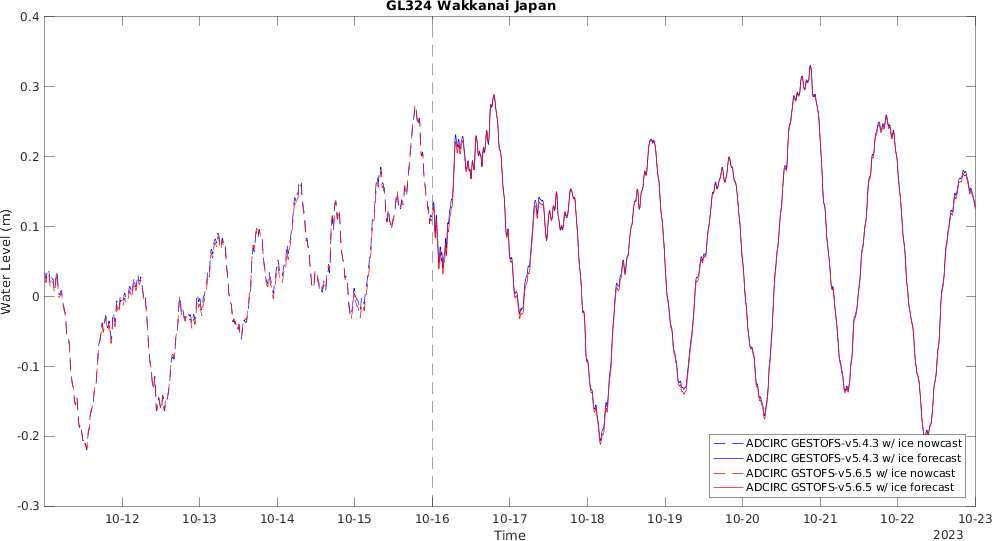 GL324 Wakkanai Japan
0.4
0.3
0.2
0.1
0
-0.1
-0.2
-0.3
Water Level (m)
10-12 10-13 10-14 10-15 10-16 10-17 10-18 10-19 10-20 10-21 10-22 10-23
Time
2023
ADCIRC GESTOFS-v5.4.3 w/ ice nowcast
ADCIRC GESTOFS-v5.4.3 w/ ice forecast
ADCIRC GSTOFS-v5.6.5 w/ ice nowcast
ADCIRC GSTOFS-v5.6.5 w/ ice forecast